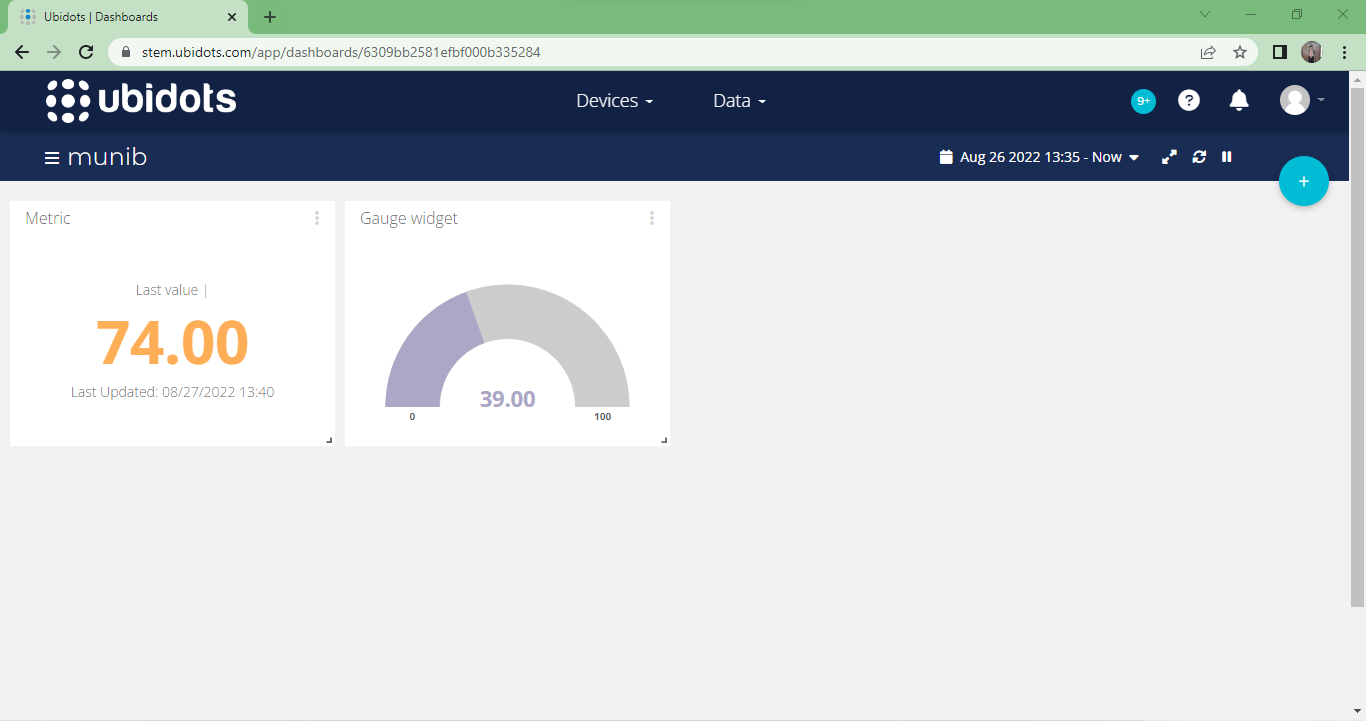 Ubidots | Dashboards
stem.ubidots.com/app/dashboards/6309bb2581efbf000b335284
ubidots
Devices
Data
9+
?
munib
Aug 26 2022 13:35 - Now
+
Metric
Last value |
74.00
Last Updated: 08/27/2022 13:40
Gauge widget
39.00
0
100